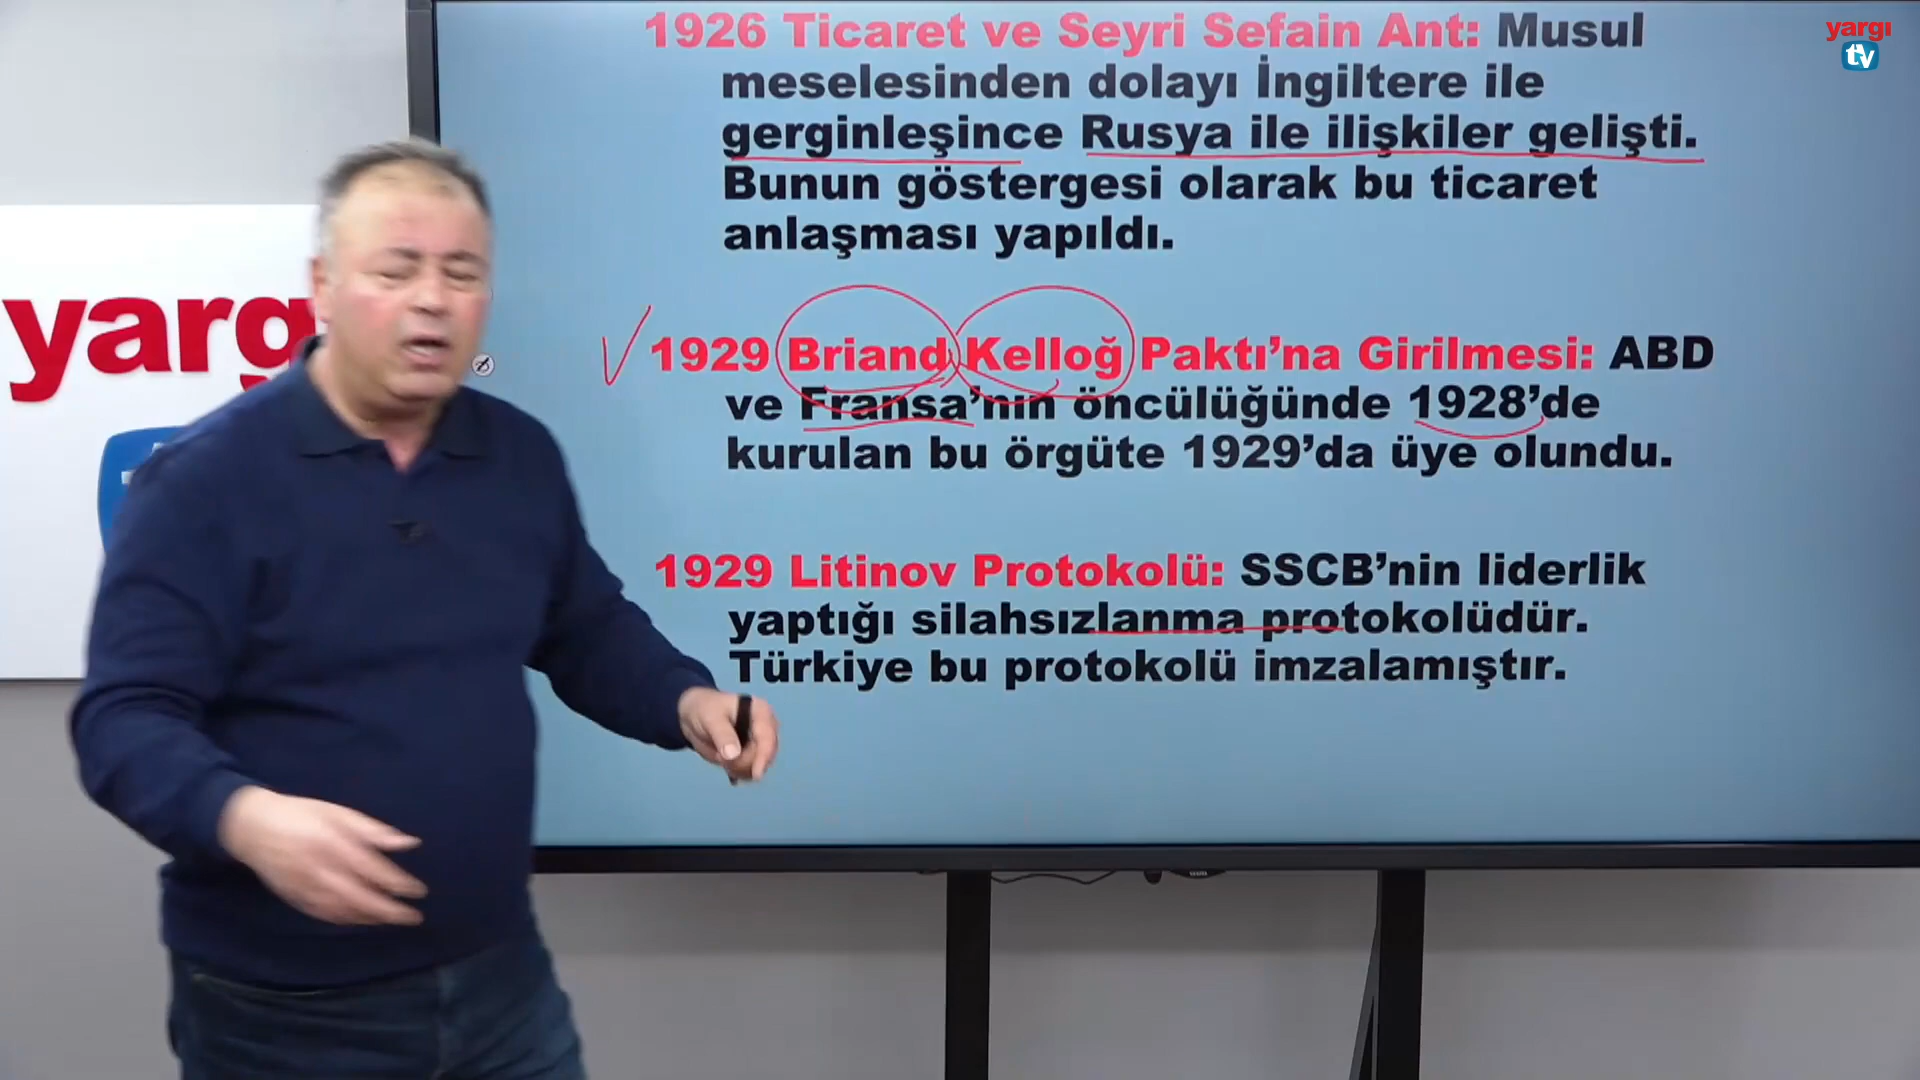 1926 Ticaret ve Seyri Sefain Ant: Musul
meselesinden dolayı İngiltere ile
gerginleşince Rusya ile ilişkiler gelişti.
Bunun göstergesi olarak bu ticaret
anlaşması yapıldı.
1929 Briand Kelloğ Paktı’na Girilmesi: ABD
ve Fransa’nın öncülüğünde 1928’de
kurulan bu örgüte 1929’da üye olundu.
1929 Litinov Protokolü: SSCB’nin liderlik
yaptığı silahsızlanma protokolüdür.
Türkiye bu protokolü imzalamıştır.
yargı
tv
yarg